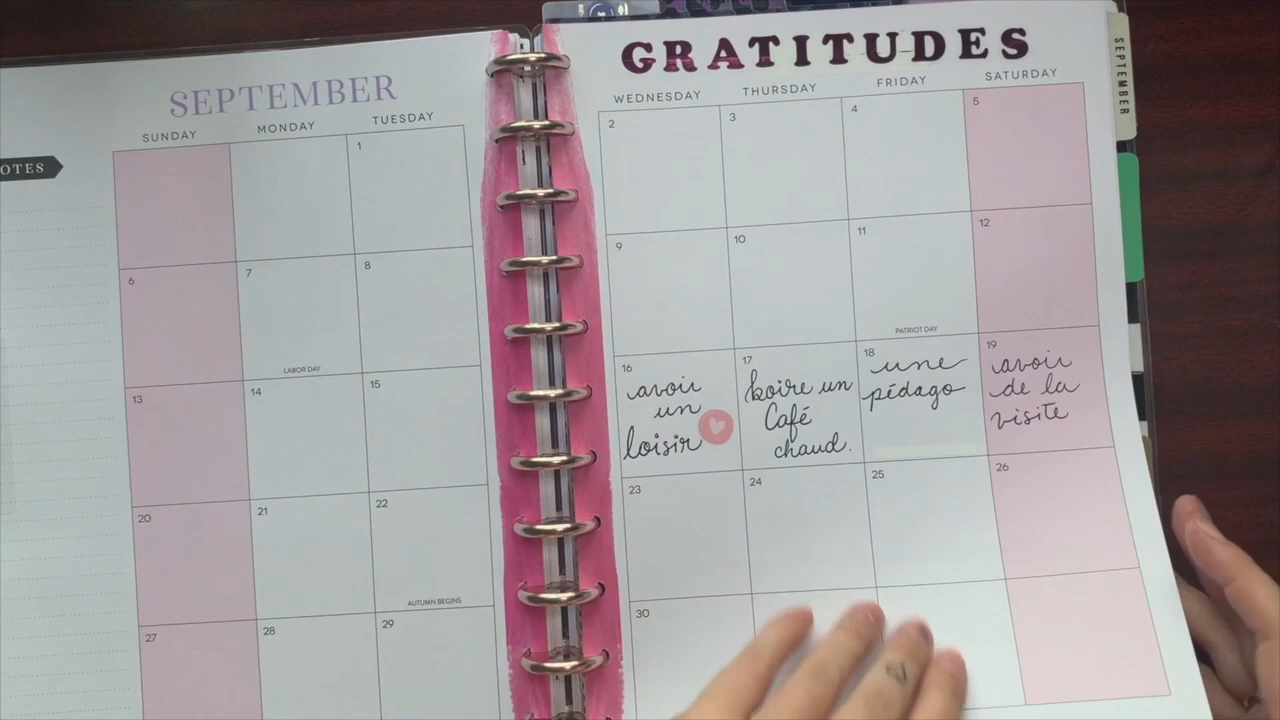 SEPTEMBER
SUNDAY MONDAY TUESDAY
OTES
1
6 7 8
LABOR DAY
13 14 15
20 21 22
AUTUMN BEGINS
27 28 29
GRATITUDES
WEDNESDAY THURSDAY FRIDAY SATURDAY
2 3 4 5
9 10 11 12
PATRIOT DAY
16 17 18 19
avoir
un
loisir
boire un
Café
chaud.
une
pédago
avoir
de la
visite
23 24 25 26
30
SEPTEMBER